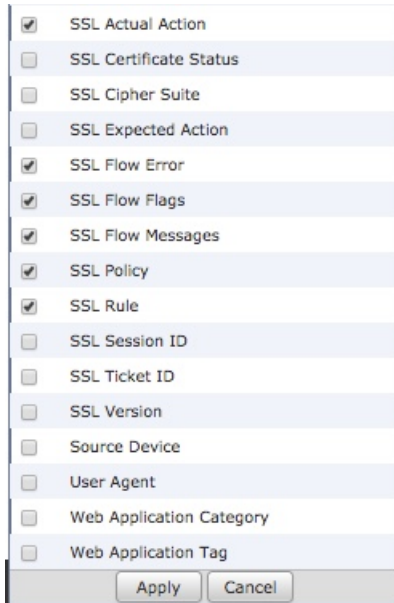 SSL Actual Action
SSL Certificate Status
SSL Cipher Suite
SSL Expected Action
SSL Flow Error
SSL Flow Flags
SSL Flow Messages
SSL Policy
SSL Rule
SSL Session ID
SSL Ticket ID
SSL Version
Source Device
User Agent
Web Application Category
Web Application Tag
Apply Cancel